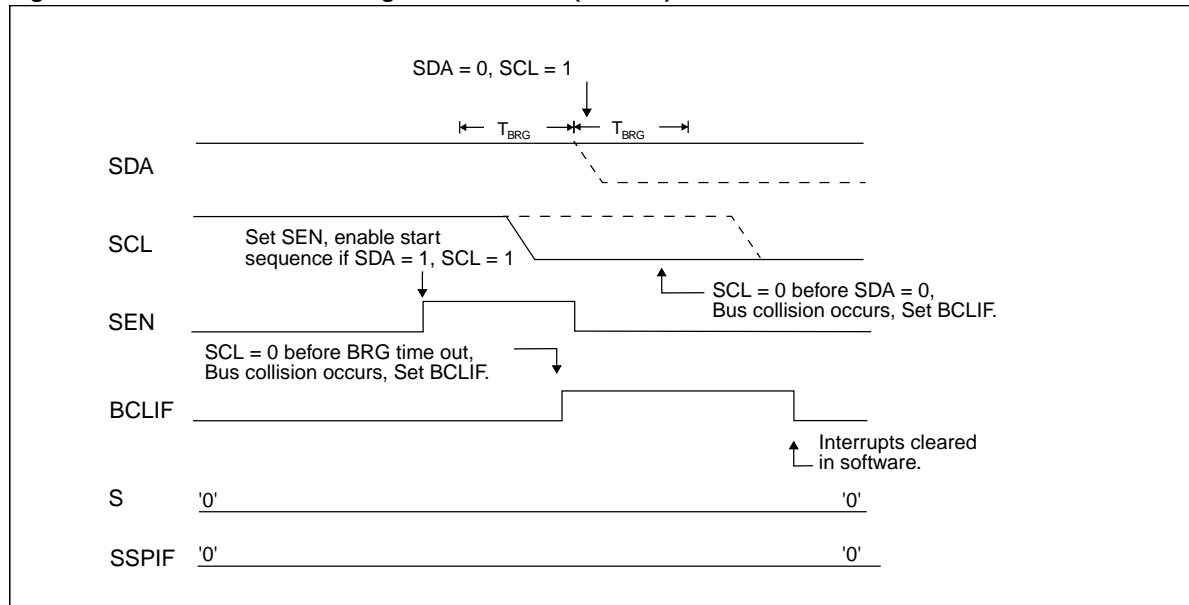 SDA = 0, SCL = 1
T_BRG T_BRG
SDA
SCL
Set SEN, enable start
sequence if SDA = 1, SCL = 1
SCL = 0 before SDA = 0,
Bus collision occurs, Set BCLIF.
SEN
SCL = 0 before BRG time out,
Bus collision occurs, Set BCLIF.
BCLIF
Interrupts cleared
in software.
S '0' '0'
SSPIF '0' '0'